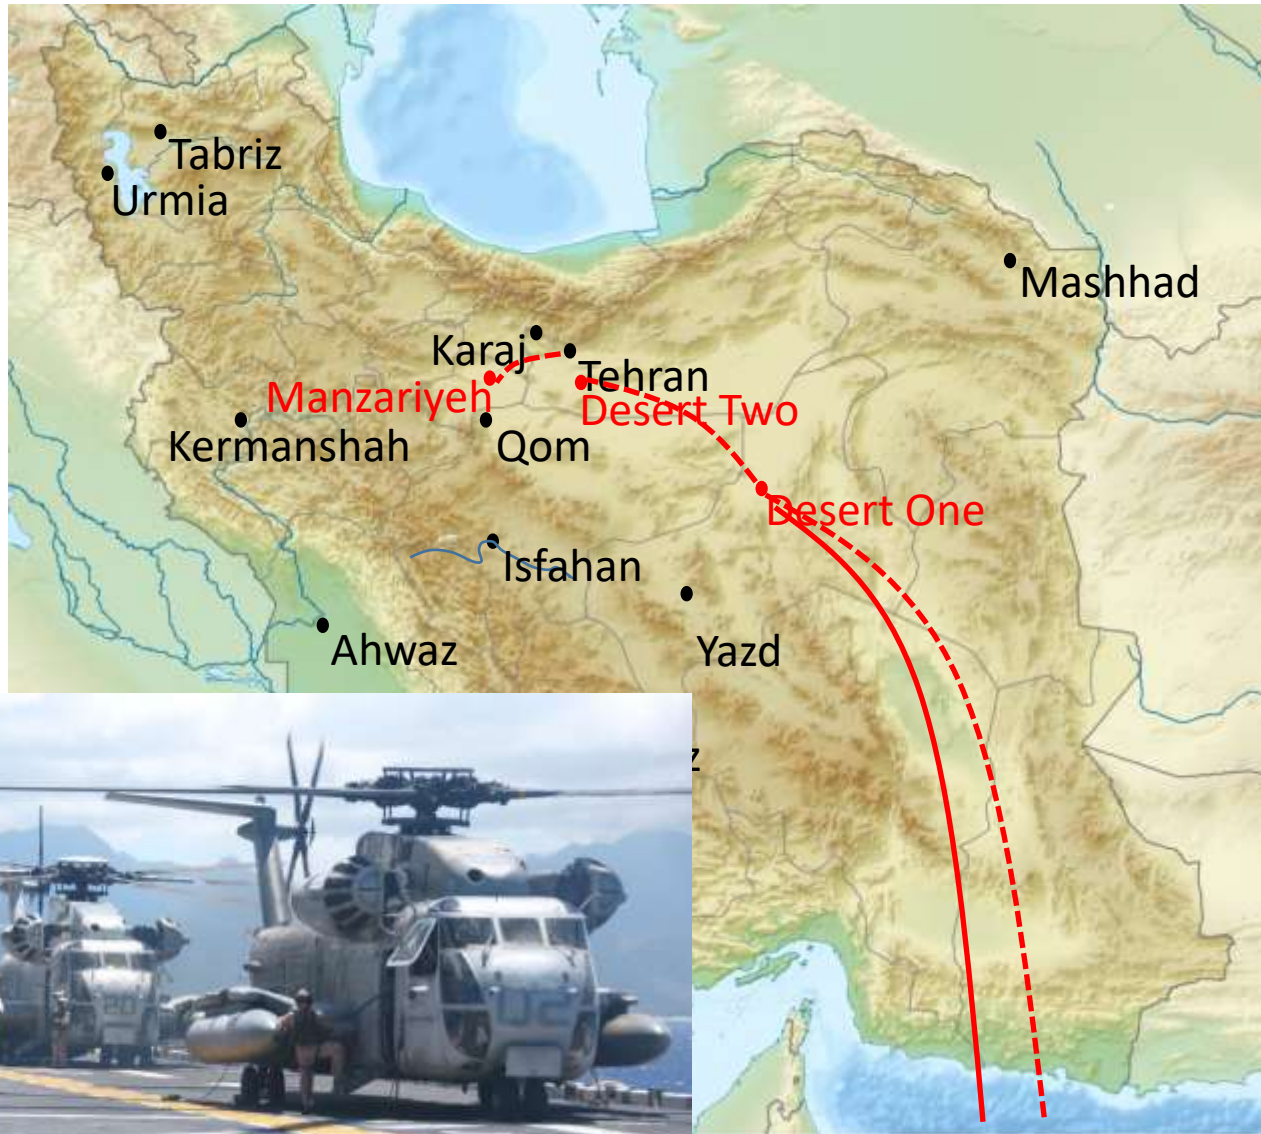 Tabriz
Urmia
Mashhad
Karaj
Tehran
Manzariyeh
Desert Two
Kermanshah
Qom
Desert One
Isfahan
Ahwaz
Yazd
z